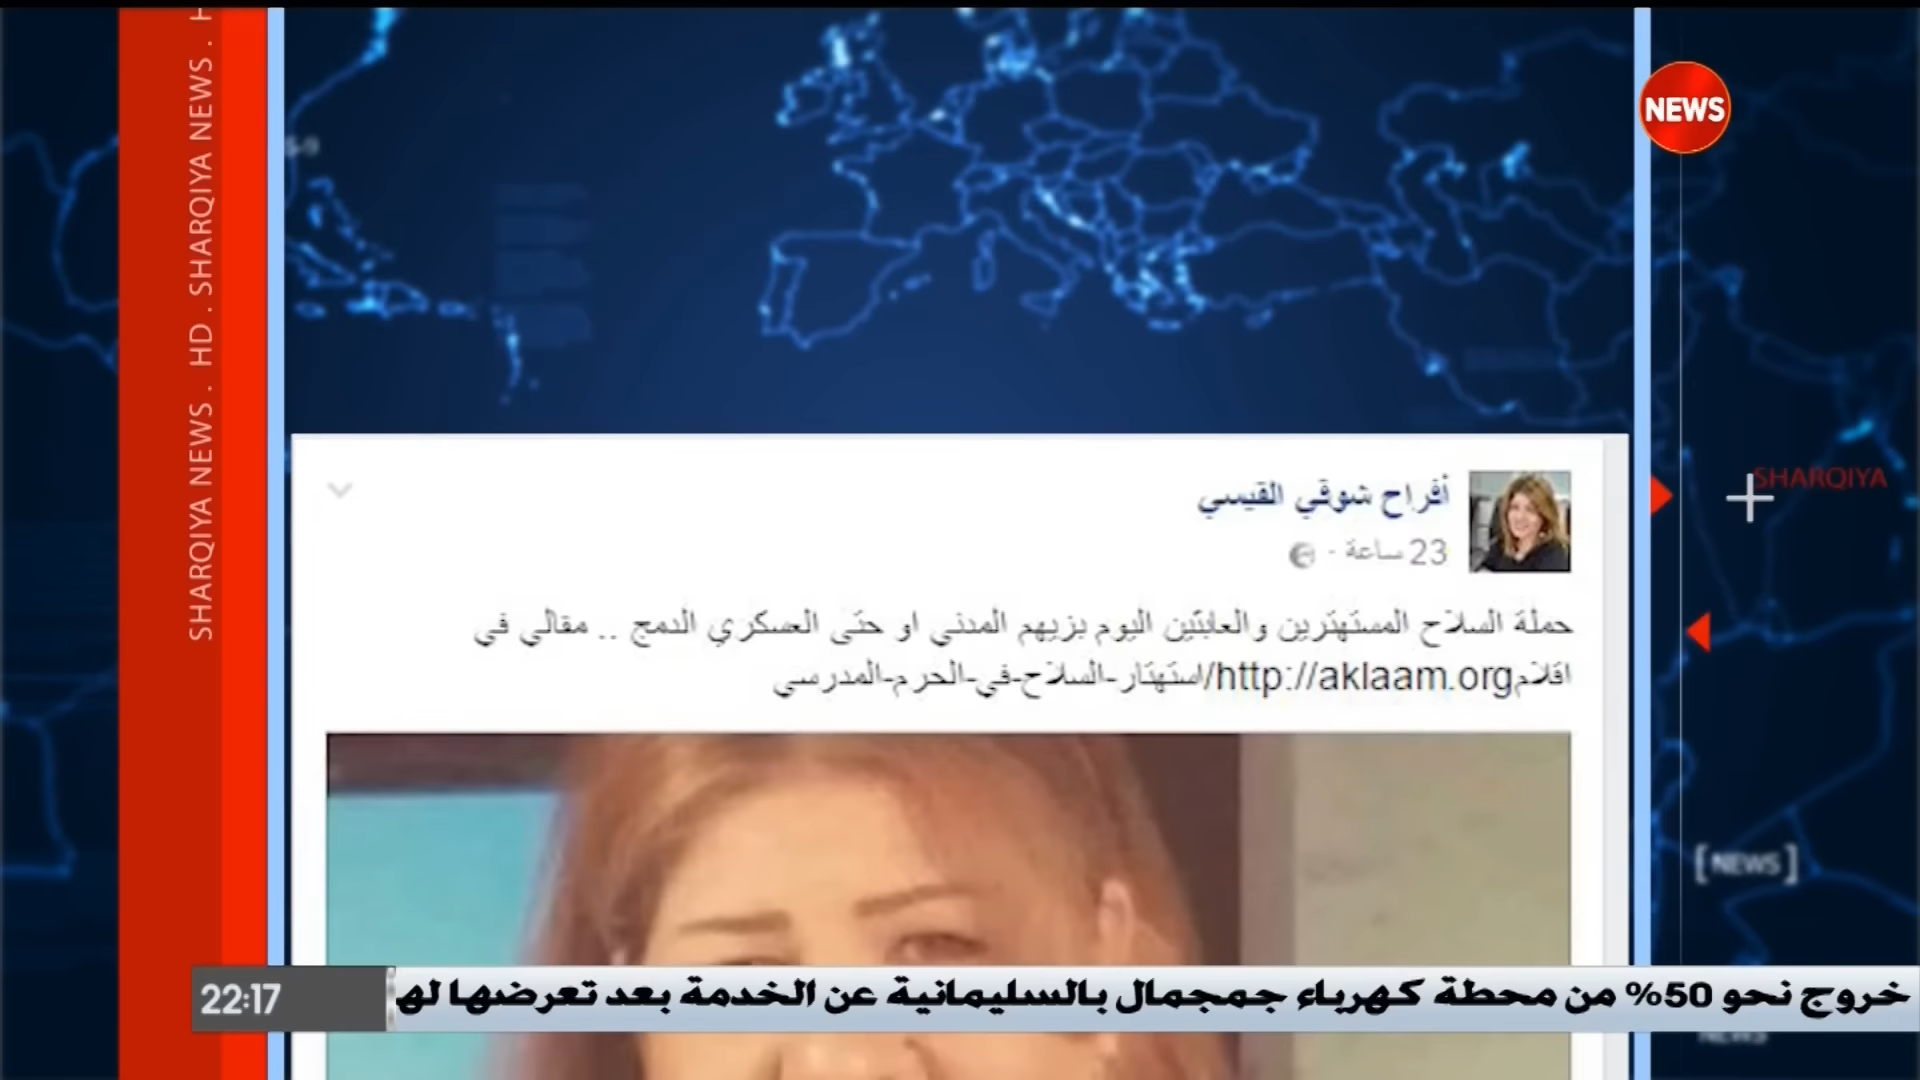 SHARQIYA NEWS . HD . SHARQIYA NEWS .
NEWS
SHARQIYA
أفراح شوقي القيسي
23 ساعة ·
حملة السلاح المستهترين والعابثين اليوم بزيهم المدني او حتى العسكري الدمج .. مقالي في
اقلامhttp://aklaam.org/استهتار-السلاح-في-الحرم-المدرسي
[NEWS]
22:17
خروج نحو 50% من محطة كهرباء جمجمال بالسليمانية عن الخدمة بعد تعرضها له
NEWS